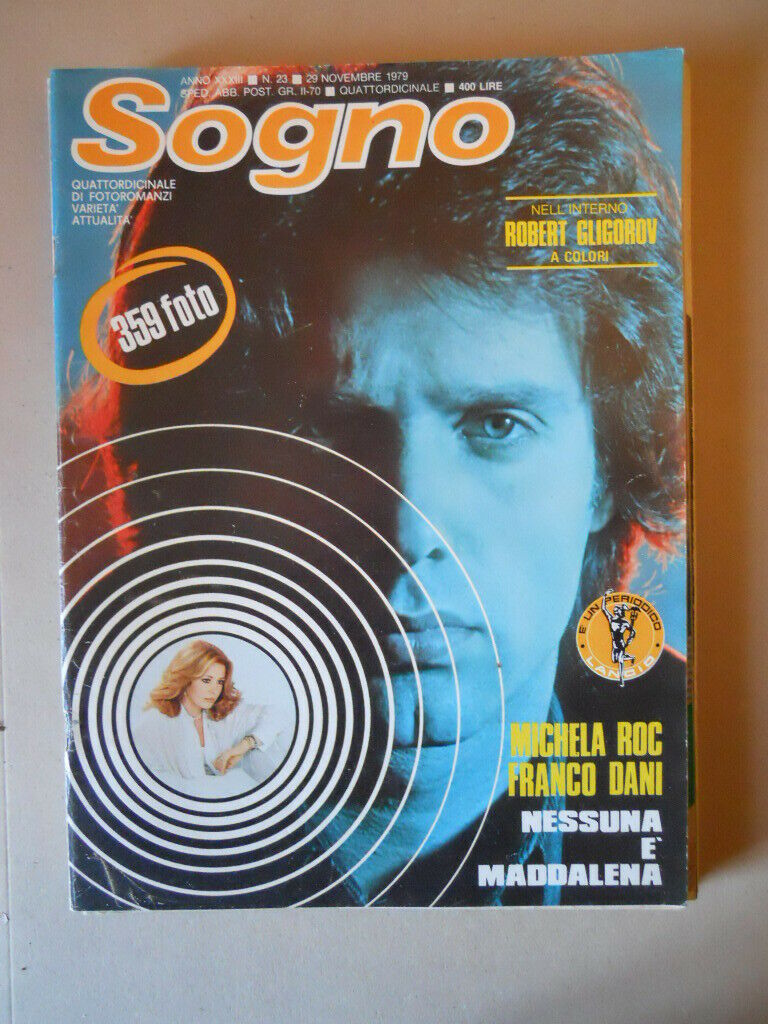 ANNO XXXIII ■ N. 23 ■ 29 NOVEMBRE 1979
SPED. ABB. POST. GR. II-70 ■ QUATTORDICINALE ■ 400 LIRE
Sogno
QUATTORDICINALE
DI FOTOROMANZI
VARIETA'
ATTUALITA'
NELL'INTERNO
ROBERT GLIGOROV
A COLORI
359 foto
E' UN PERIODICO
LANCIO
MICHELA ROC
FRANCO DANI
NESSUNA
E'
MADDALENA